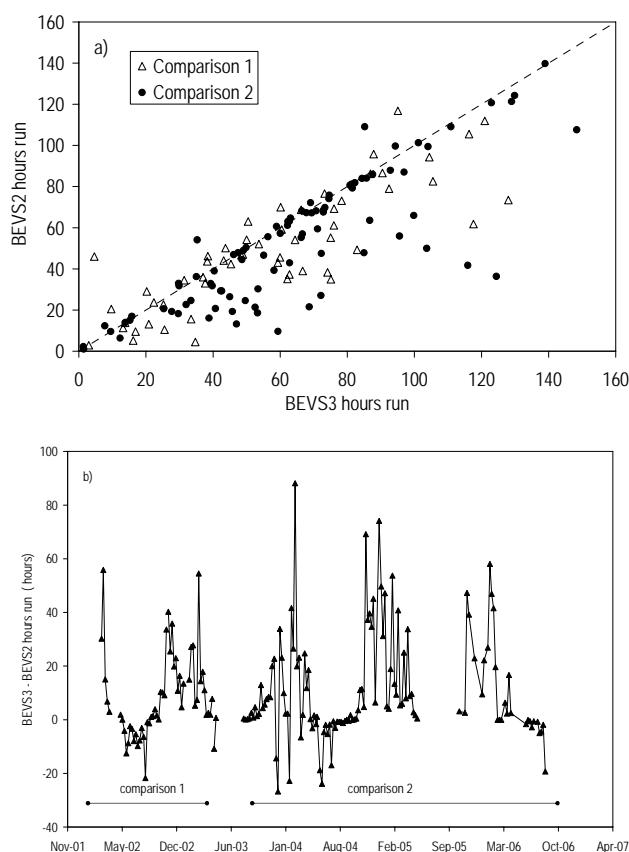 160
a)
Comparison 1
Comparison 2
140
120
100
80
60
40
20
0
BEVS2 hours run
0 20 40 60 80 100 120 140 160
BEVS3 hours run
100
b)
80
60
40
20
0
-20
-40
BEVS3 - BEVS2 hours run ( hours)
comparison 1
comparison 2
Nov-01 May-02 Dec-02 Jun-03 Jan-04 Aug-04 Feb-05 Sep-05 Mar-06 Oct-06 Apr-07